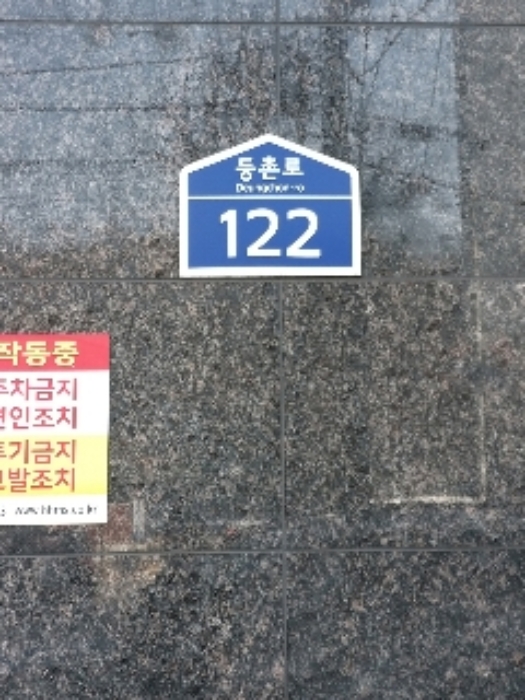 등촌로
Deungchon-ro
122
작동중
주차금지
견인조치
투기금지
고발조치